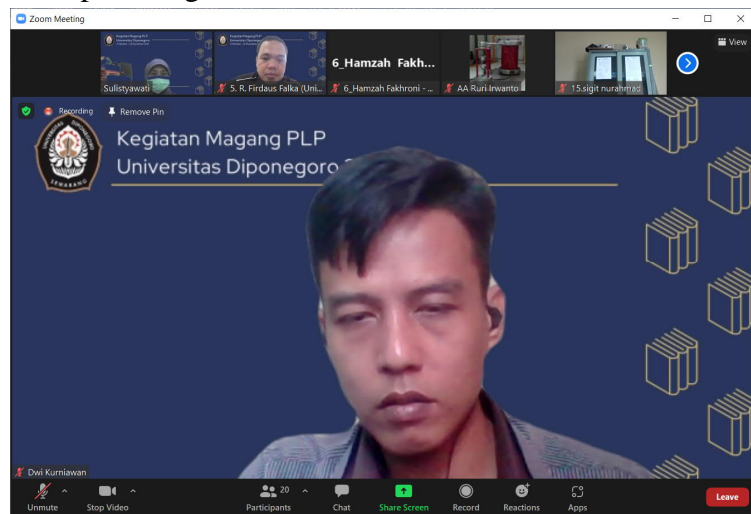 Zoom Meeting
View
Sulistyawati
5. R. Firdaus Falka (Uni...
6_Hamzah Fakh...
6_Hamzah Fakhroni - ...
AA Ruri Irwanto
15.sigit nurahmad
Recording
Remove Pin
Kegiatan Magang PLP
Universitas Diponegoro
Dwi Kurniawan
Unmute
Stop Video
20
Participants
Chat
Share Screen
Record
Reactions
Apps
Leave